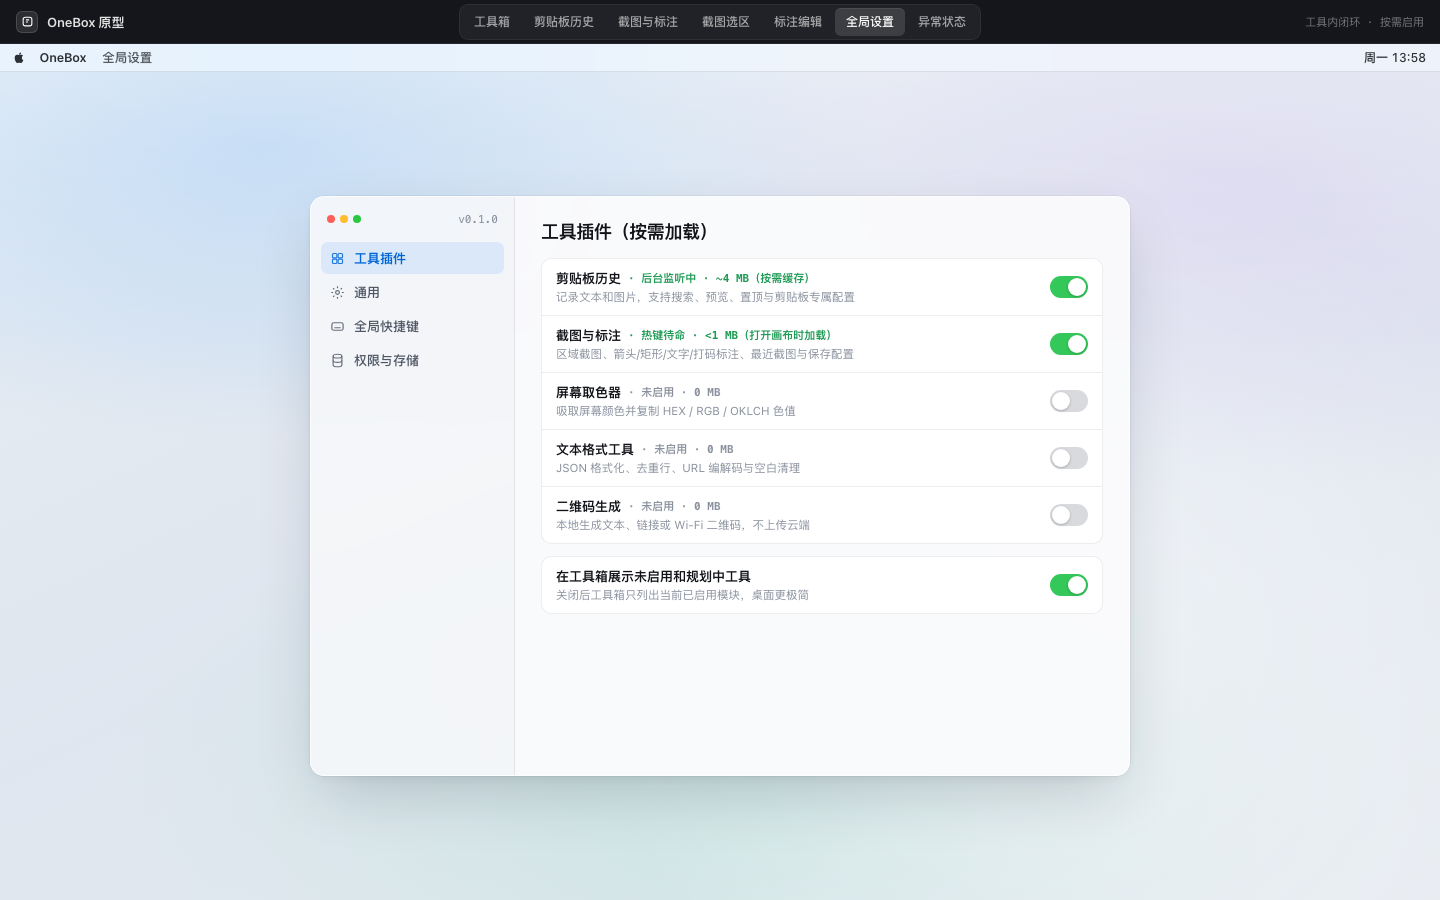 OneBox 原型
工具箱 剪贴板历史 截图与标注 截图选区 标注编辑 全局设置 异常状态
工具内闭环 · 按需启用
OneBox 全局设置
周一 13:58
v0.1.0
工具插件
通用
全局快捷键
权限与存储
工具插件（按需加载）
剪贴板历史 · 后台监听中 · ~4 MB（按需缓存）
记录文本和图片，支持搜索、预览、置顶与剪贴板专属配置
截图与标注 · 热键待命 · <1 MB（打开画布时加载）
区域截图、箭头/矩形/文字/打码标注、最近截图与保存配置
屏幕取色器 · 未启用 · 0 MB
吸取屏幕颜色并复制 HEX / RGB / OKLCH 色值
文本格式工具 · 未启用 · 0 MB
JSON 格式化、去重行、URL 编解码与空白清理
二维码生成 · 未启用 · 0 MB
本地生成文本、链接或 Wi-Fi 二维码，不上传云端
在工具箱展示未启用和规划中工具
关闭后工具箱只列出当前已启用模块，桌面更极简